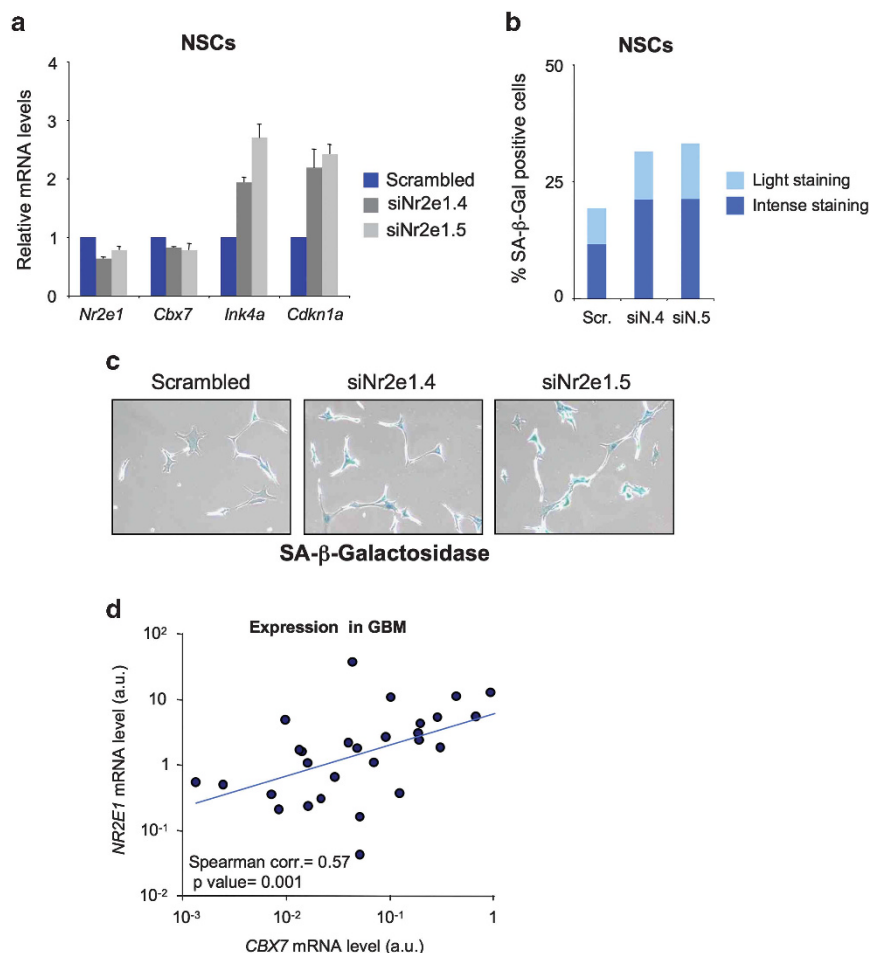 a
NSCs
Relative mRNA levels
4
3
2
1
0
Nr2e1 Cbx7 Ink4a Cdkn1a
Scrambled
siNr2e1.4
siNr2e1.5
b
NSCs
% SA-β-Gal positive cells
50
25
0
Scr. siN.4 siN.5
Light staining
Intense staining
c
Scrambled siNr2e1.4 siNr2e1.5
SA-β-Galactosidase
d
Expression in GBM
NR2E1 mRNA level (a.u.)
10²
10
1
10⁻¹
10⁻²
Spearman corr.= 0.57
p value= 0.001
10⁻³ 10⁻² 10⁻¹ 1
CBX7 mRNA level (a.u.)